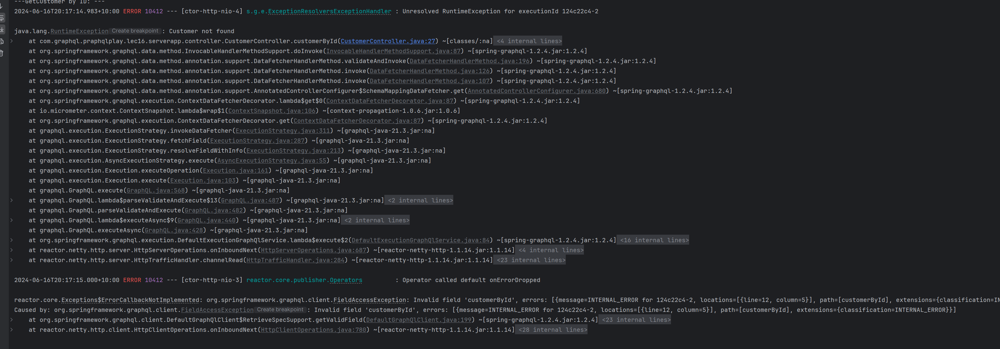 ---GetCustomer by ID: ---
2024-06-16T20:17:14.983+10:00 ERROR 10412 --- [ctor-http-nio-4] s.g.e.ExceptionResolversExceptionHandler : Unresolved RuntimeException for executionId 124c22c4-2
java.lang.RuntimeException Create breakpoint : Customer not found
at com.graphql.praphqlplay.lec16.serverapp.controller.CustomerController.customerById(CustomerController.java:27) ~[classes/:na] <4 internal lines>
at org.springframework.graphql.data.method.InvocableHandlerMethodSupport.doInvoke(InvocableHandlerMethodSupport.java:87) ~[spring-graphql-1.2.4.jar:1.2.4]
at org.springframework.graphql.data.method.annotation.support.DataFetcherHandlerMethod.validateAndInvoke(DataFetcherHandlerMethod.java:196) ~[spring-graphql-1.2.4.jar:1.2.4]
at org.springframework.graphql.data.method.annotation.support.DataFetcherHandlerMethod.invoke(DataFetcherHandlerMethod.java:126) ~[spring-graphql-1.2.4.jar:1.2.4]
at org.springframework.graphql.data.method.annotation.support.DataFetcherHandlerMethod.invoke(DataFetcherHandlerMethod.java:107) ~[spring-graphql-1.2.4.jar:1.2.4]
at org.springframework.graphql.data.method.annotation.support.AnnotatedControllerConfigurer$SchemaMappingDataFetcher.get(AnnotatedControllerConfigurer.java:680) ~[spring-graphql-1.2.4.jar:1.2.4]
at org.springframework.graphql.execution.ContextDataFetcherDecorator.lambda$get$0(ContextDataFetcherDecorator.java:87) ~[spring-graphql-1.2.4.jar:1.2.4]
at io.micrometer.context.ContextSnapshot.lambda$wrap$1(ContextSnapshot.java:106) ~[context-propagation-1.0.6.jar:1.0.6]
at org.springframework.graphql.execution.ContextDataFetcherDecorator.get(ContextDataFetcherDecorator.java:87) ~[spring-graphql-1.2.4.jar:1.2.4]
at graphql.execution.ExecutionStrategy.invokeDataFetcher(ExecutionStrategy.java:311) ~[graphql-java-21.3.jar:na]
at graphql.execution.ExecutionStrategy.fetchField(ExecutionStrategy.java:287) ~[graphql-java-21.3.jar:na]
at graphql.execution.ExecutionStrategy.resolveFieldWithInfo(ExecutionStrategy.java:213) ~[graphql-java-21.3.jar:na]
at graphql.execution.AsyncExecutionStrategy.execute(AsyncExecutionStrategy.java:55) ~[graphql-java-21.3.jar:na]
at graphql.execution.Execution.executeOperation(Execution.java:161) ~[graphql-java-21.3.jar:na]
at graphql.execution.Execution.execute(Execution.java:103) ~[graphql-java-21.3.jar:na]
at graphql.GraphQL.execute(GraphQL.java:568) ~[graphql-java-21.3.jar:na]
at graphql.GraphQL.lambda$parseValidateAndExecute$13(GraphQL.java:487) ~[graphql-java-21.3.jar:na] <2 internal lines>
at graphql.GraphQL.parseValidateAndExecute(GraphQL.java:482) ~[graphql-java-21.3.jar:na]
at graphql.GraphQL.lambda$executeAsync$9(GraphQL.java:440) ~[graphql-java-21.3.jar:na] <2 internal lines>
at graphql.GraphQL.executeAsync(GraphQL.java:428) ~[graphql-java-21.3.jar:na]
at org.springframework.graphql.execution.DefaultExecutionGraphQlService.lambda$execute$2(DefaultExecutionGraphQlService.java:84) ~[spring-graphql-1.2.4.jar:1.2.4] <16 internal lines>
at reactor.netty.http.server.HttpServerOperations.onInboundNext(HttpServerOperations.java:687) ~[reactor-netty-http-1.1.14.jar:1.1.14] <4 internal lines>
at reactor.netty.http.server.HttpTrafficHandler.channelRead(HttpTrafficHandler.java:284) ~[reactor-netty-http-1.1.14.jar:1.1.14] <23 internal lines>
2024-06-16T20:17:15.000+10:00 ERROR 10412 --- [ctor-http-nio-3] reactor.core.publisher.Operators : Operator called default onErrorDropped
reactor.core.Exceptions$ErrorCallbackNotImplemented: org.springframework.graphql.client.FieldAccessException: Invalid field 'customerById', errors: [{message=INTERNAL_ERROR for 124c22c4-2, locations=[{line=12, column=5}], path=[customerById], extensions={classification=IN
Caused by: org.springframework.graphql.client.FieldAccessException Create breakpoint : Invalid field 'customerById', errors: [{message=INTERNAL_ERROR for 124c22c4-2, locations=[{line=12, column=5}], path=[customerById], extensions={classification=INTERNAL_ERROR}}]
at org.springframework.graphql.client.DefaultGraphQlClient$RetrieveSpecSupport.getValidField(DefaultGraphQlClient.java:199) ~[spring-graphql-1.2.4.jar:1.2.4] <23 internal lines>
at reactor.netty.http.client.HttpClientOperations.onInboundNext(HttpClientOperations.java:780) ~[reactor-netty-http-1.1.14.jar:1.1.14] <28 internal lines>